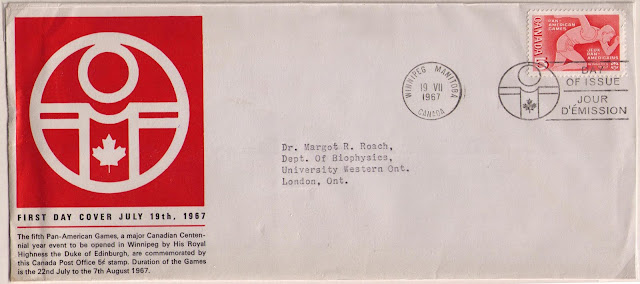 PAN-
AMERICAN
GAMES
CANADA
JEUX
PAN-
AMERICAINS
5
WINNIPEG MANITOBA
19 VII
1967
CANADA
DAY
OF ISSUE
JOUR
D'ÉMISSION
Dr. Margot R. Roach,
Dept. Of Biophysics,
University Western Ont.
London, Ont.
FIRST DAY COVER JULY 19th, 1967
The fifth Pan-American Games, a major Canadian Centen-
nial year event to be opened in Winnipeg by His Royal
Highness the Duke of Edinburgh, are commemorated by
this Canada Post Office 5¢ stamp. Duration of the Games
is the 22nd July to the 7th August 1967.